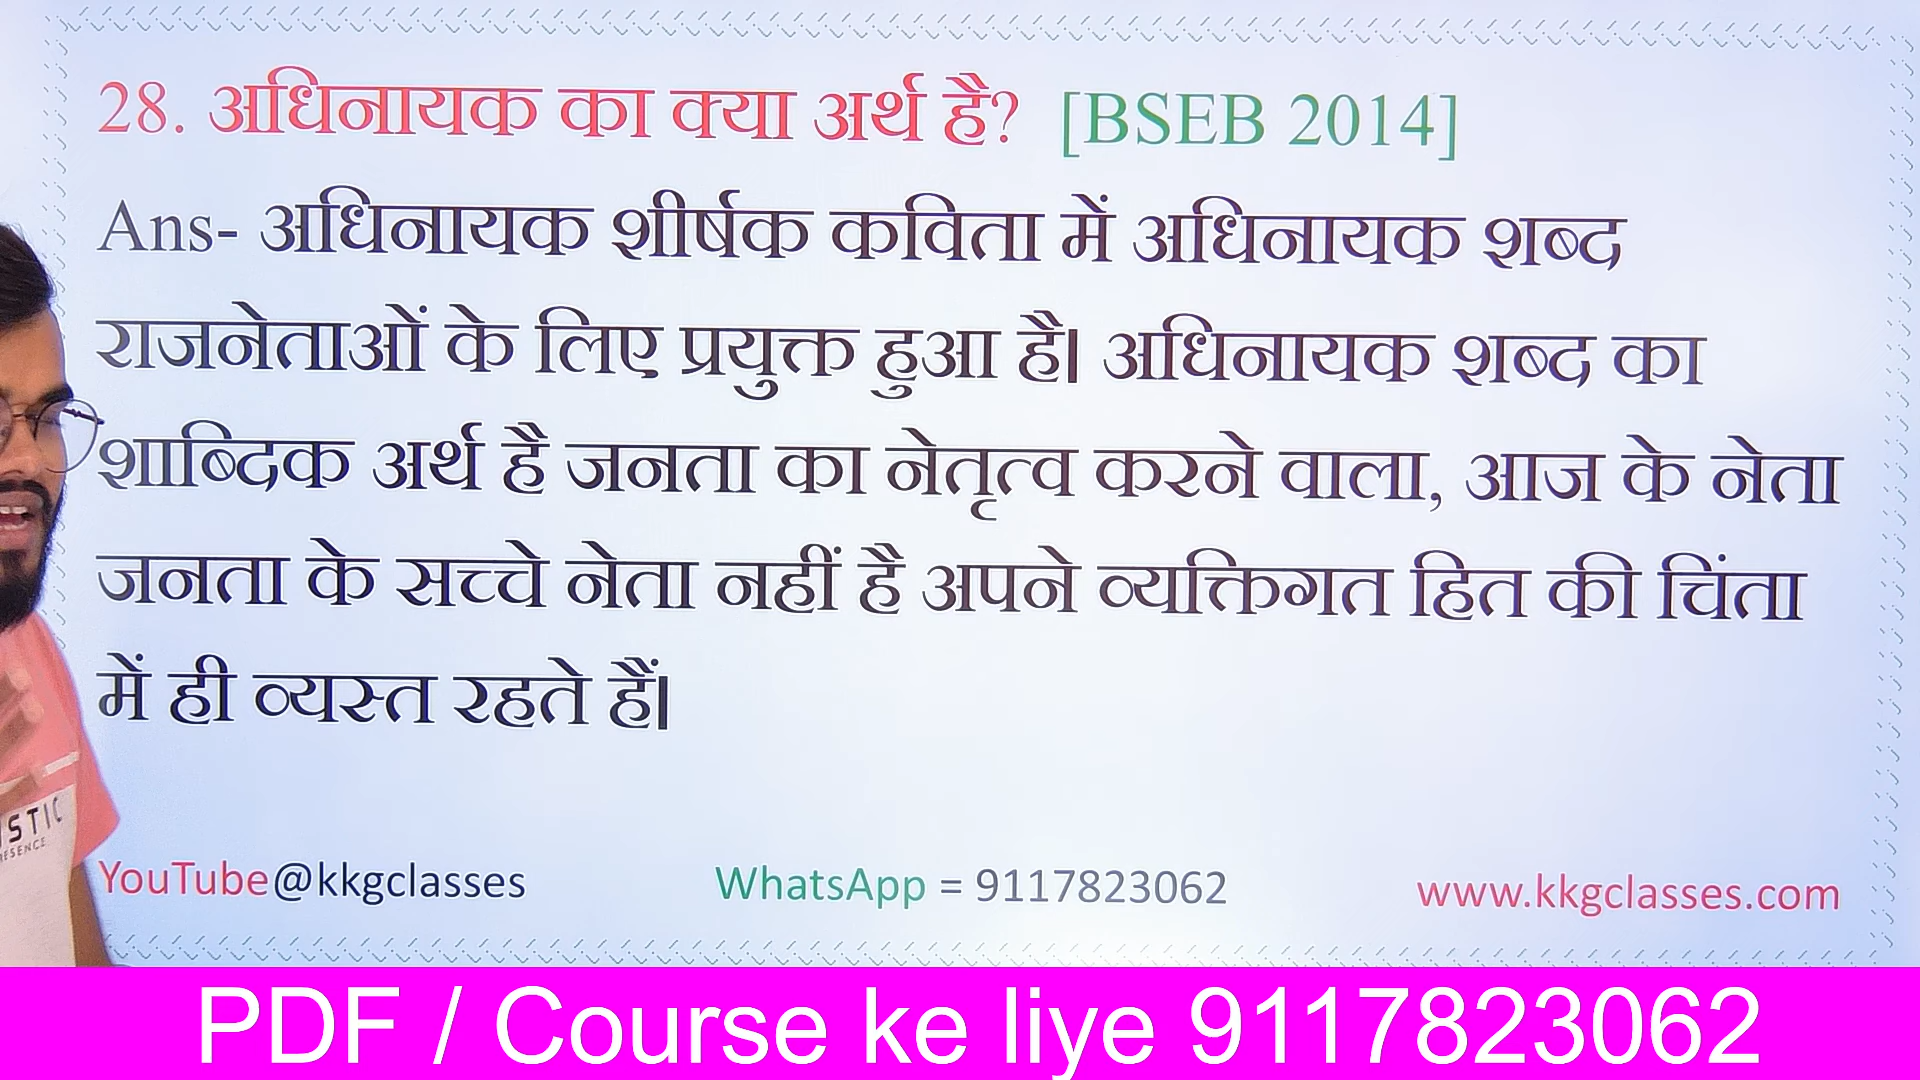 28. अधिनायक का क्या अर्थ है? [BSEB 2014]
Ans- अधिनायक शीर्षक कविता में अधिनायक शब्द
राजनेताओं के लिए प्रयुक्त हुआ है। अधिनायक शब्द का
शाब्दिक अर्थ है जनता का नेतृत्व करने वाला, आज के नेता
जनता के सच्चे नेता नहीं है अपने व्यक्तिगत हित की चिंता
में ही व्यस्त रहते हैं।
STIC
ESENCE
YouTube@kkgclasses WhatsApp = 9117823062 www.kkgclasses.com
PDF / Course ke liye 9117823062